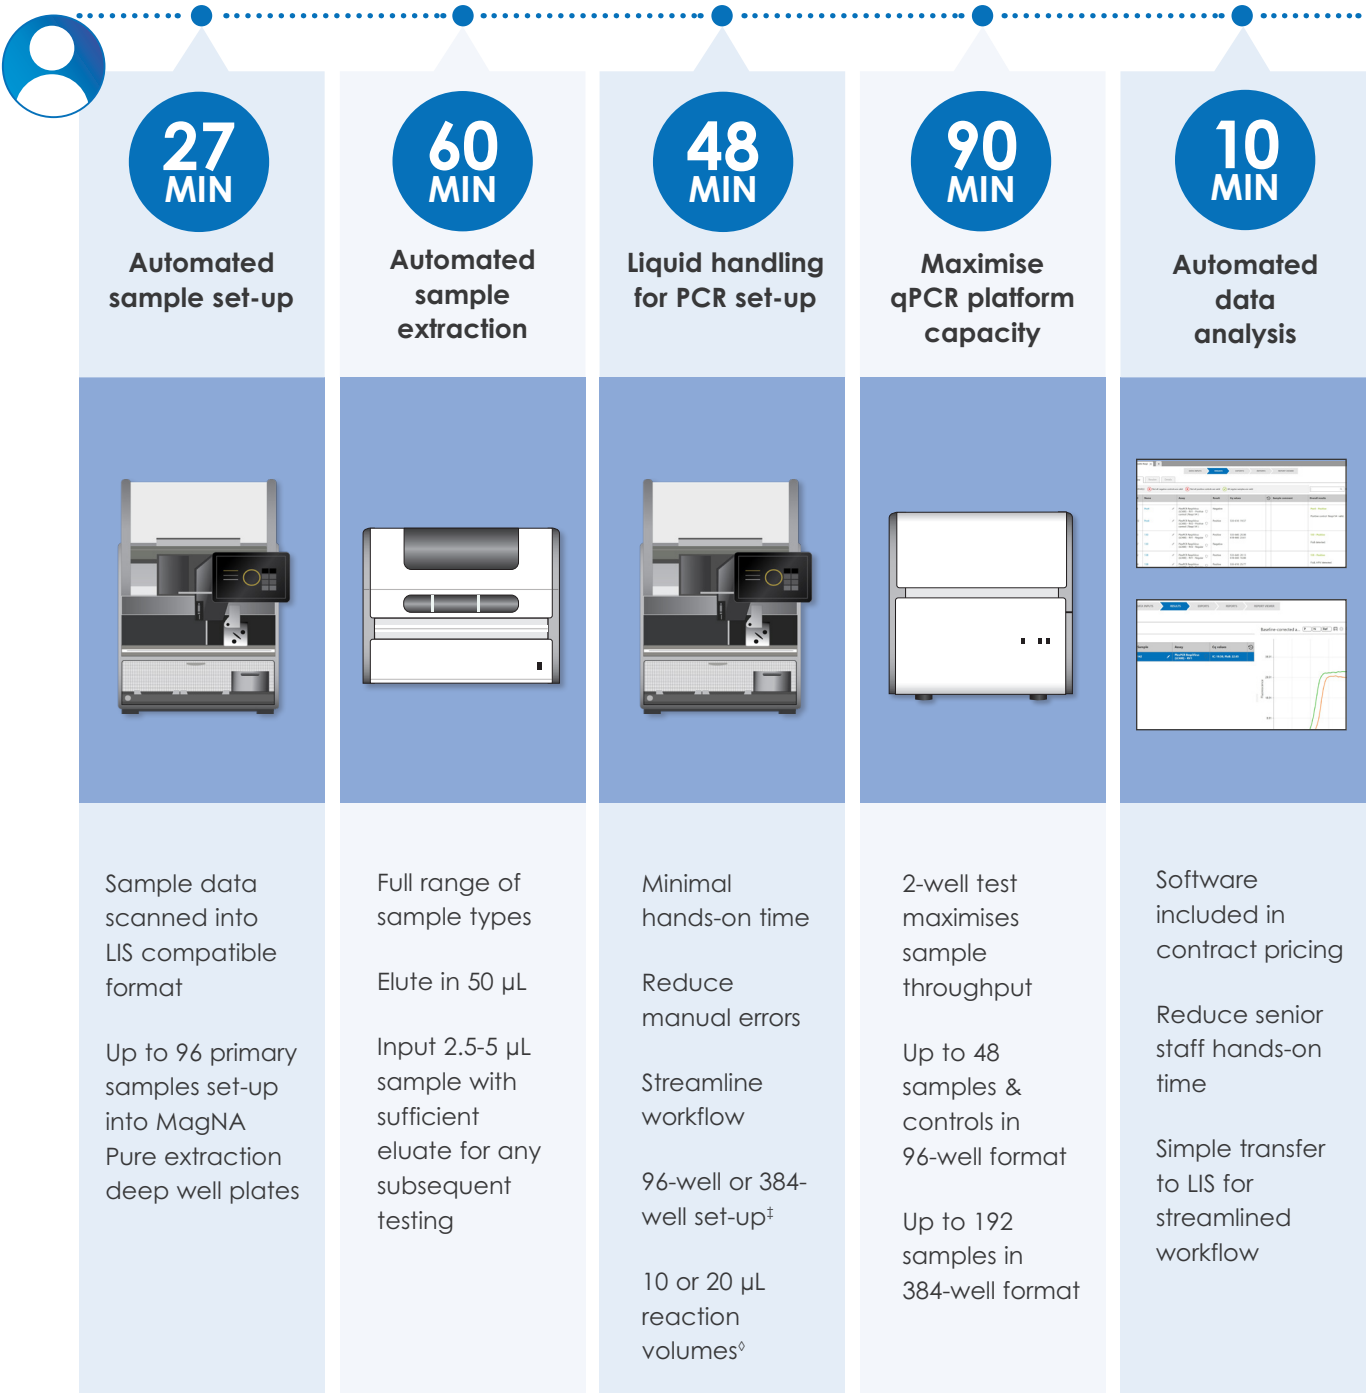 27
MIN
Automated
sample set-up
Sample data
scanned into
LIS compatible
format
Up to 96 primary
samples set-up
into MagNA
Pure extraction
deep well plates
60
MIN
Automated
sample
extraction
Full range of
sample types
Elute in 50 µL
Input 2.5-5 µL
sample with
sufficient
eluate for any
subsequent
testing
48
MIN
Liquid handling
for PCR set-up
Minimal
hands-on time
Reduce
manual errors
Streamline
workflow
96-well or 384-
well set-up‡
10 or 20 µL
reaction
volumes◊
90
MIN
Maximise
qPCR platform
capacity
2-well test
maximises
sample
throughput
Up to 48
samples &
controls in
96-well format
Up to 192
samples in
384-well format
10
MIN
Automated
data
analysis
Software
included in
contract pricing
Reduce senior
staff hands-on
time
Simple transfer
to LIS for
streamlined
workflow